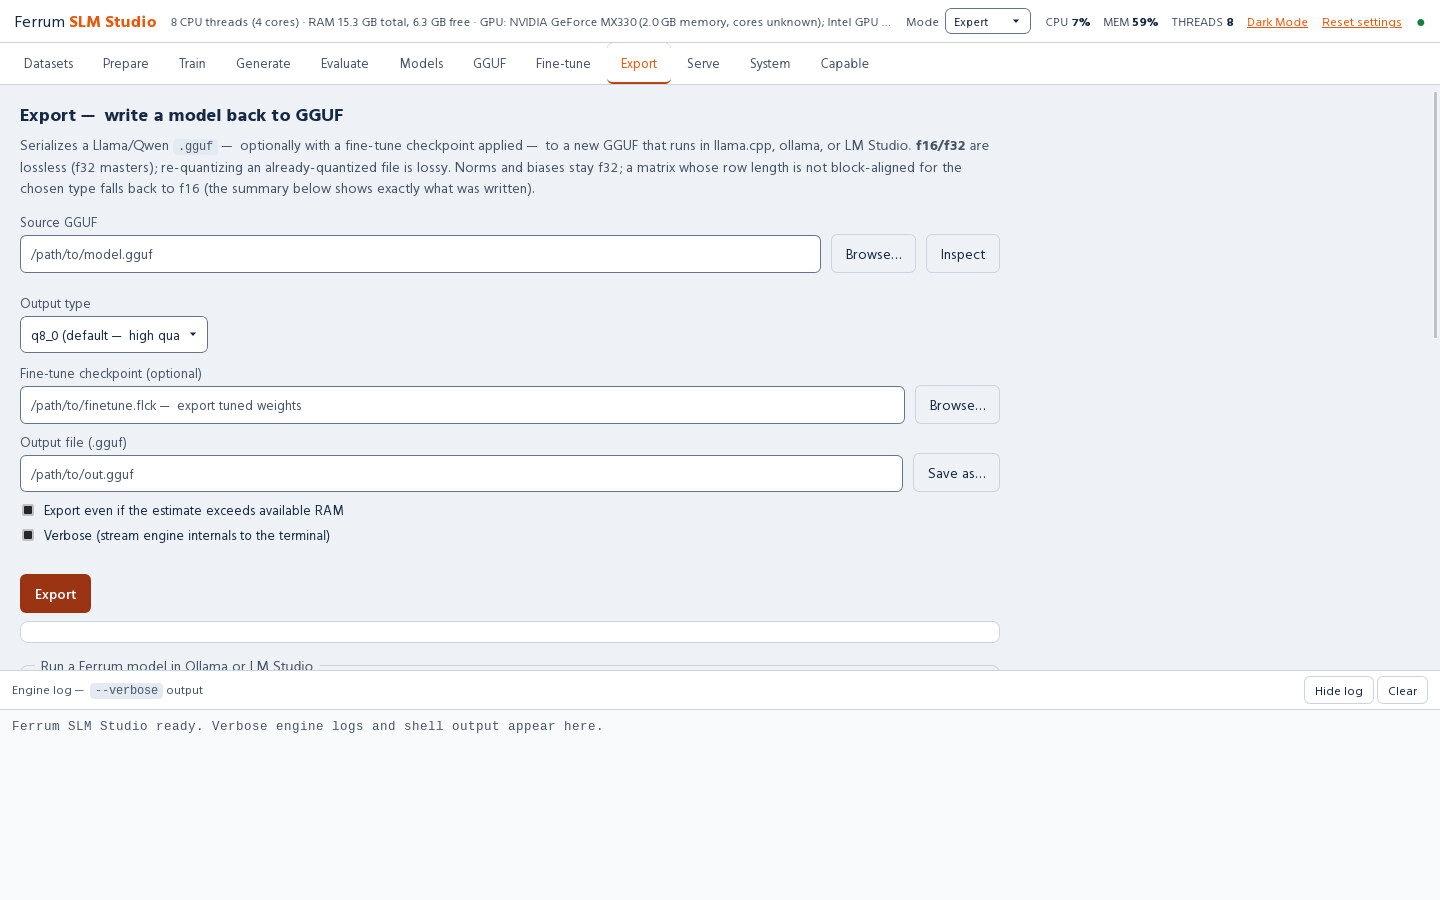 Ferrum SLM Studio
8 CPU threads (4 cores) · RAM 15.3 GB total, 6.3 GB free · GPU: NVIDIA GeForce MX330 (2.0 GB memory, cores unknown); Intel GPU ...
Mode Expert
CPU 7% MEM 59% THREADS 8 Dark Mode Reset settings
Datasets Prepare Train Generate Evaluate Models GGUF Fine-tune Export Serve System Capable
Export — write a model back to GGUF
Serializes a Llama/Qwen .gguf — optionally with a fine-tune checkpoint applied — to a new GGUF that runs in llama.cpp, ollama, or LM Studio. f16/f32 are
lossless (f32 masters); re-quantizing an already-quantized file is lossy. Norms and biases stay f32; a matrix whose row length is not block-aligned for the
chosen type falls back to f16 (the summary below shows exactly what was written).
Source GGUF
/path/to/model.gguf Browse... Inspect
Output type
q8_0 (default — high qua
Fine-tune checkpoint (optional)
/path/to/finetune.flck — export tuned weights Browse...
Output file (.gguf)
/path/to/out.gguf Save as...
Export even if the estimate exceeds available RAM
Verbose (stream engine internals to the terminal)
Export
Run a Ferrum model in Ollama or LM Studio
Engine log — --verbose output Hide log Clear
Ferrum SLM Studio ready. Verbose engine logs and shell output appear here.